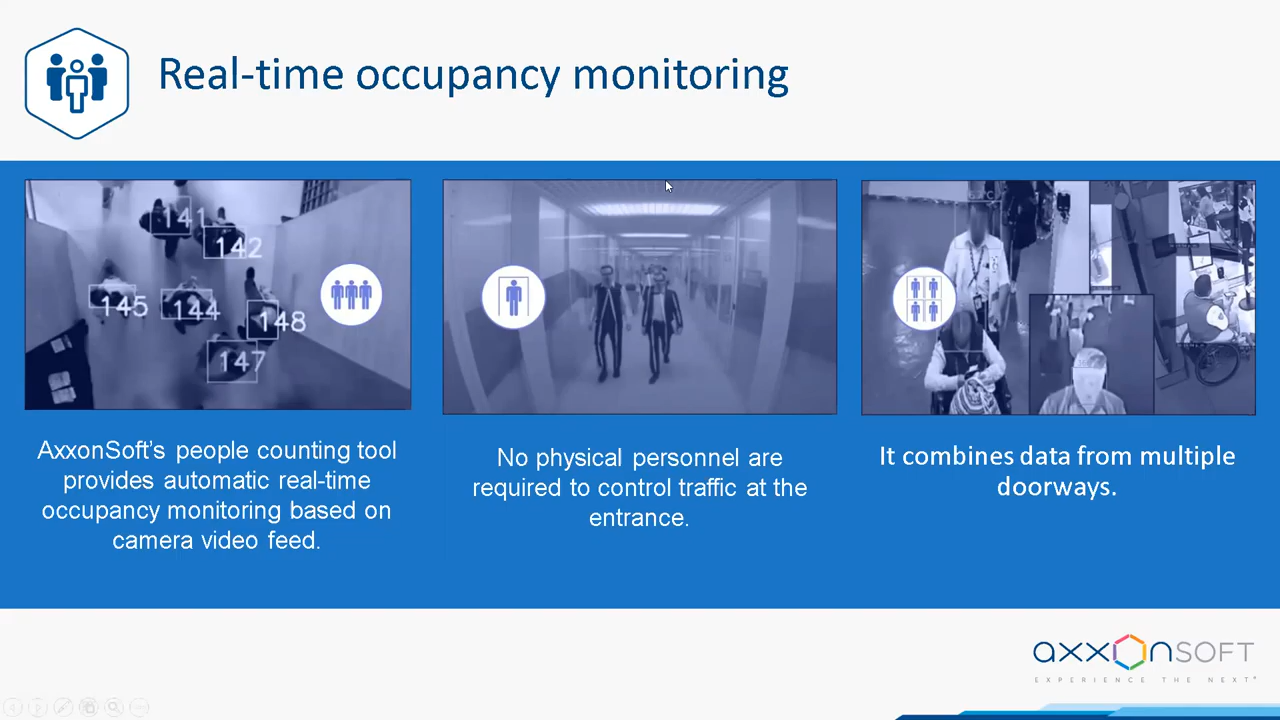 Real-time occupancy monitoring
141
142
145
144
148
147
AxxonSoft's people counting tool
provides automatic real-time
occupancy monitoring based on
camera video feed.
No physical personnel are
required to control traffic at the
entrance.
It combines data from multiple
doorways.
axxonsoft
EXPERIENCE THE NEXT